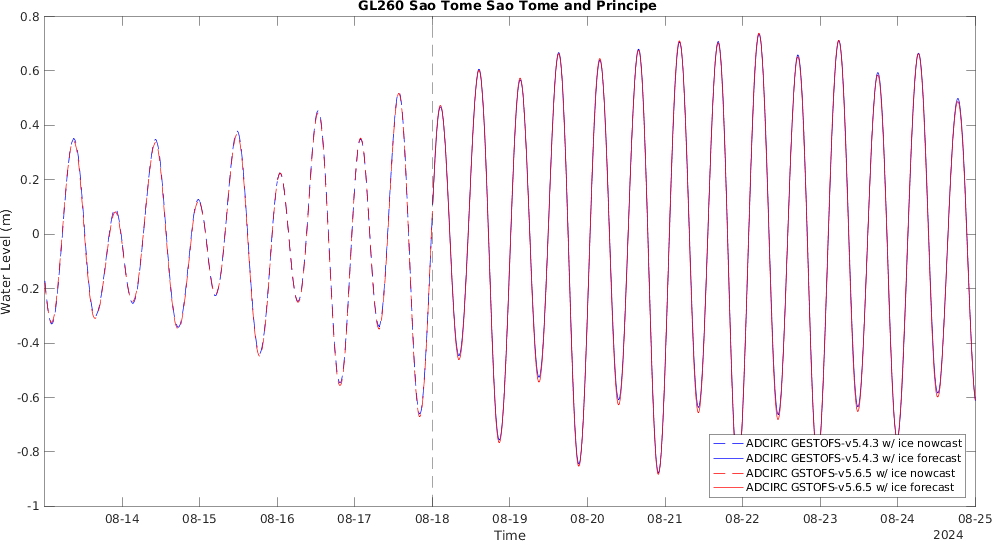 GL260 Sao Tome Sao Tome and Principe
Water Level (m)
0.8
0.6
0.4
0.2
0
-0.2
-0.4
-0.6
-0.8
-1
ADCIRC GESTOFS-v5.4.3 w/ ice nowcast
ADCIRC GESTOFS-v5.4.3 w/ ice forecast
ADCIRC GSTOFS-v5.6.5 w/ ice nowcast
ADCIRC GSTOFS-v5.6.5 w/ ice forecast
08-14 08-15 08-16 08-17 08-18 08-19 08-20 08-21 08-22 08-23 08-24 08-25
Time
2024